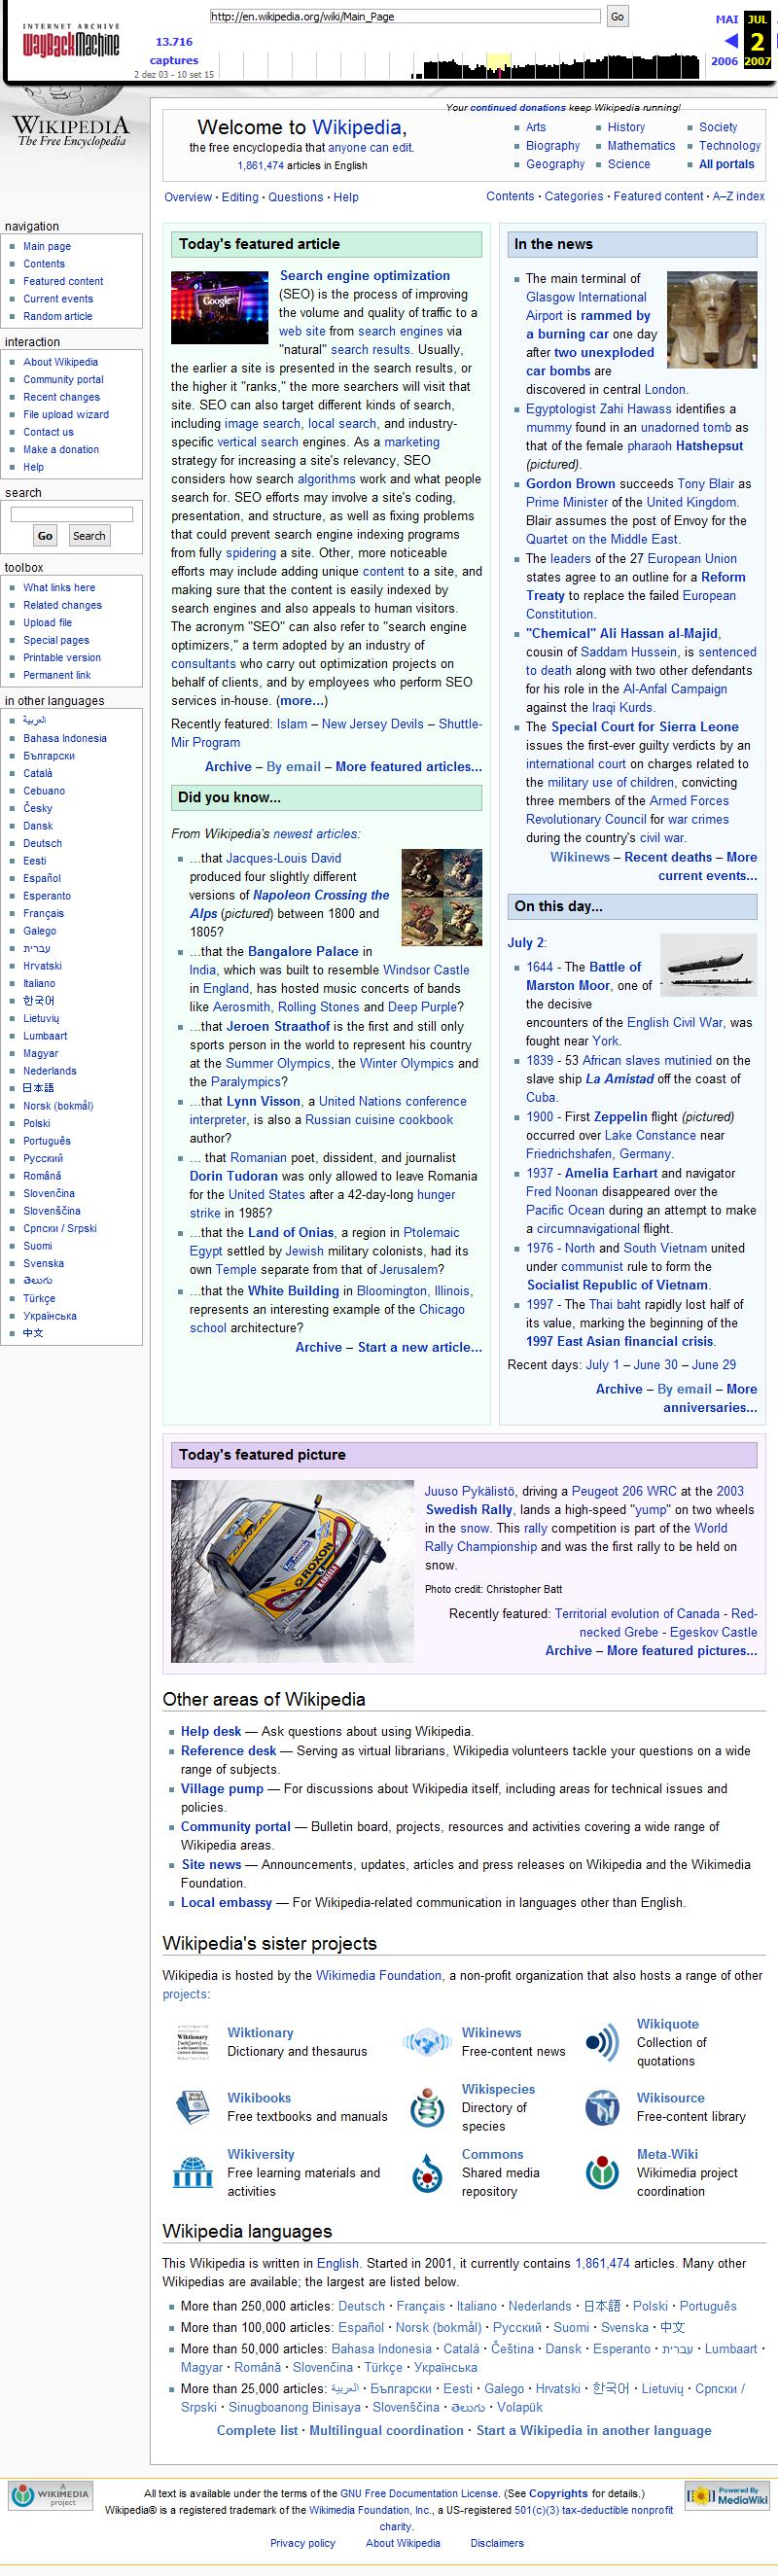 INTERNET ARCHIVE
WayBackMachine
http://en.wikipedia.org/wiki/Main_Page
Go
13.716
captures
2 dez 03 - 10 set 15
MAI
JUL
2
2006
2007
WIKIPEDIA
The Free Encyclopedia
Your continued donations keep Wikipedia running!
Welcome to Wikipedia,
the free encyclopedia that anyone can edit.
1,861,474 articles in English
Arts
Biography
Geography
History
Mathematics
Science
Society
Technology
All portals
Overview · Editing · Questions · Help
Contents · Categories · Featured content · A–Z index
navigation
Main page
Contents
Featured content
Current events
Random article
interaction
About Wikipedia
Community portal
Recent changes
File upload wizard
Contact us
Make a donation
Help
search
Go
Search
toolbox
What links here
Related changes
Upload file
Special pages
Printable version
Permanent link
in other languages
العربية
Bahasa Indonesia
Български
Català
Cebuano
Česky
Dansk
Deutsch
Eesti
Español
Esperanto
Français
Galego
עברית
Hrvatski
Italiano
한국어
Lietuvių
Lumbaart
Magyar
Nederlands
日本語
Norsk (bokmål)
Polski
Português
Русский
Română
Slovenčina
Slovenščina
Српски / Srpski
Suomi
Svenska
తెలుగు
Türkçe
Українська
中文
Today's featured article
Google
Search engine optimization
(SEO) is the process of improving
the volume and quality of traffic to a
web site from search engines via
"natural" search results. Usually,
the earlier a site is presented in the search results, or
the higher it "ranks," the more searchers will visit that
site. SEO can also target different kinds of search,
including image search, local search, and industry-
specific vertical search engines. As a marketing
strategy for increasing a site's relevancy, SEO
considers how search algorithms work and what people
search for. SEO efforts may involve a site's coding,
presentation, and structure, as well as fixing problems
that could prevent search engine indexing programs
from fully spidering a site. Other, more noticeable
efforts may include adding unique content to a site, and
making sure that the content is easily indexed by
search engines and also appeals to human visitors.
The acronym "SEO" can also refer to "search engine
optimizers," a term adopted by an industry of
consultants who carry out optimization projects on
behalf of clients, and by employees who perform SEO
services in-house. (more...)
Recently featured: Islam – New Jersey Devils – Shuttle-
Mir Program
Archive – By email – More featured articles...
Did you know...
From Wikipedia's newest articles:
...that Jacques-Louis David
produced four slightly different
versions of Napoleon Crossing the
Alps (pictured) between 1800 and
1805?
...that the Bangalore Palace in
India, which was built to resemble Windsor Castle
in England, has hosted music concerts of bands
like Aerosmith, Rolling Stones and Deep Purple?
...that Jeroen Straathof is the first and still only
sports person in the world to represent his country
at the Summer Olympics, the Winter Olympics and
the Paralympics?
...that Lynn Visson, a United Nations conference
interpreter, is also a Russian cuisine cookbook
author?
... that Romanian poet, dissident, and journalist
Dorin Tudoran was only allowed to leave Romania
for the United States after a 42-day-long hunger
strike in 1985?
...that the Land of Onias, a region in Ptolemaic
Egypt settled by Jewish military colonists, had its
own Temple separate from that of Jerusalem?
...that the White Building in Bloomington, Illinois,
represents an interesting example of the Chicago
school architecture?
Archive – Start a new article...
In the news
The main terminal of
Glasgow International
Airport is rammed by
a burning car one day
after two unexploded
car bombs are
discovered in central London.
Egyptologist Zahi Hawass identifies a
mummy found in an unadorned tomb as
that of the female pharaoh Hatshepsut
(pictured).
Gordon Brown succeeds Tony Blair as
Prime Minister of the United Kingdom.
Blair assumes the post of Envoy for the
Quartet on the Middle East.
The leaders of the 27 European Union
states agree to an outline for a Reform
Treaty to replace the failed European
Constitution.
"Chemical" Ali Hassan al-Majid,
cousin of Saddam Hussein, is sentenced
to death along with two other defendants
for his role in the Al-Anfal Campaign
against the Iraqi Kurds.
The Special Court for Sierra Leone
issues the first-ever guilty verdicts by an
international court on charges related to
the military use of children, convicting
three members of the Armed Forces
Revolutionary Council for war crimes
during the country's civil war.
Wikinews – Recent deaths – More
current events...
On this day...
July 2:
1644 - The Battle of
Marston Moor, one of
the decisive
encounters of the English Civil War, was
fought near York.
1839 - 53 African slaves mutinied on the
slave ship La Amistad off the coast of
Cuba.
1900 - First Zeppelin flight (pictured)
occurred over Lake Constance near
Friedrichshafen, Germany.
1937 - Amelia Earhart and navigator
Fred Noonan disappeared over the
Pacific Ocean during an attempt to make
a circumnavigational flight.
1976 - North and South Vietnam united
under communist rule to form the
Socialist Republic of Vietnam.
1997 - The Thai baht rapidly lost half of
its value, marking the beginning of the
1997 East Asian financial crisis.
Recent days: July 1 – June 30 – June 29
Archive – By email – More
anniversaries...
Today's featured picture
ROXON
Juuso Pykälistö, driving a Peugeot 206 WRC at the 2003
Swedish Rally, lands a high-speed "yump" on two wheels
in the snow. This rally competition is part of the World
Rally Championship and was the first rally to be held on
snow.
Photo credit: Christopher Batt
Recently featured: Territorial evolution of Canada - Red-
necked Grebe - Egeskov Castle
Archive – More featured pictures...
Other areas of Wikipedia
Help desk — Ask questions about using Wikipedia.
Reference desk — Serving as virtual librarians, Wikipedia volunteers tackle your questions on a wide
range of subjects.
Village pump — For discussions about Wikipedia itself, including areas for technical issues and
policies.
Community portal — Bulletin board, projects, resources and activities covering a wide range of
Wikipedia areas.
Site news — Announcements, updates, articles and press releases on Wikipedia and the Wikimedia
Foundation.
Local embassy — For Wikipedia-related communication in languages other than English.
Wikipedia's sister projects
Wikipedia is hosted by the Wikimedia Foundation, a non-profit organization that also hosts a range of other
projects:
Wiktionary
Wiktionary
Dictionary and thesaurus
Wikinews
Free-content news
Wikiquote
Collection of
quotations
Wikibooks
Free textbooks and manuals
Wikispecies
Directory of
species
Wikisource
Free-content library
Wikiversity
Free learning materials and
activities
Commons
Shared media
repository
Meta-Wiki
Wikimedia project
coordination
Wikipedia languages
This Wikipedia is written in English. Started in 2001, it currently contains 1,861,474 articles. Many other
Wikipedias are available; the largest are listed below.
More than 250,000 articles: Deutsch · Français · Italiano · Nederlands · 日本語 · Polski · Português
More than 100,000 articles: Español · Norsk (bokmål) · Русский · Suomi · Svenska · 中文
More than 50,000 articles: Bahasa Indonesia · Català · Čeština · Dansk · Esperanto · עברית · Lumbaart ·
Magyar · Română · Slovenčina · Türkçe · Українська
More than 25,000 articles: العربية · Български · Eesti · Galego · Hrvatski · 한국어 · Lietuvių · Српски /
Srpski · Sinugboanong Binisaya · Slovenščina · తెలుగు · Volapük
Complete list · Multilingual coordination · Start a Wikipedia in another language
A
WIKIMEDIA
project
All text is available under the terms of the GNU Free Documentation License. (See Copyrights for details.)
Wikipedia® is a registered trademark of the Wikimedia Foundation, Inc., a US-registered 501(c)(3) tax-deductible nonprofit
charity.
Privacy policy
About Wikipedia
Disclaimers
Powered By
MediaWiki